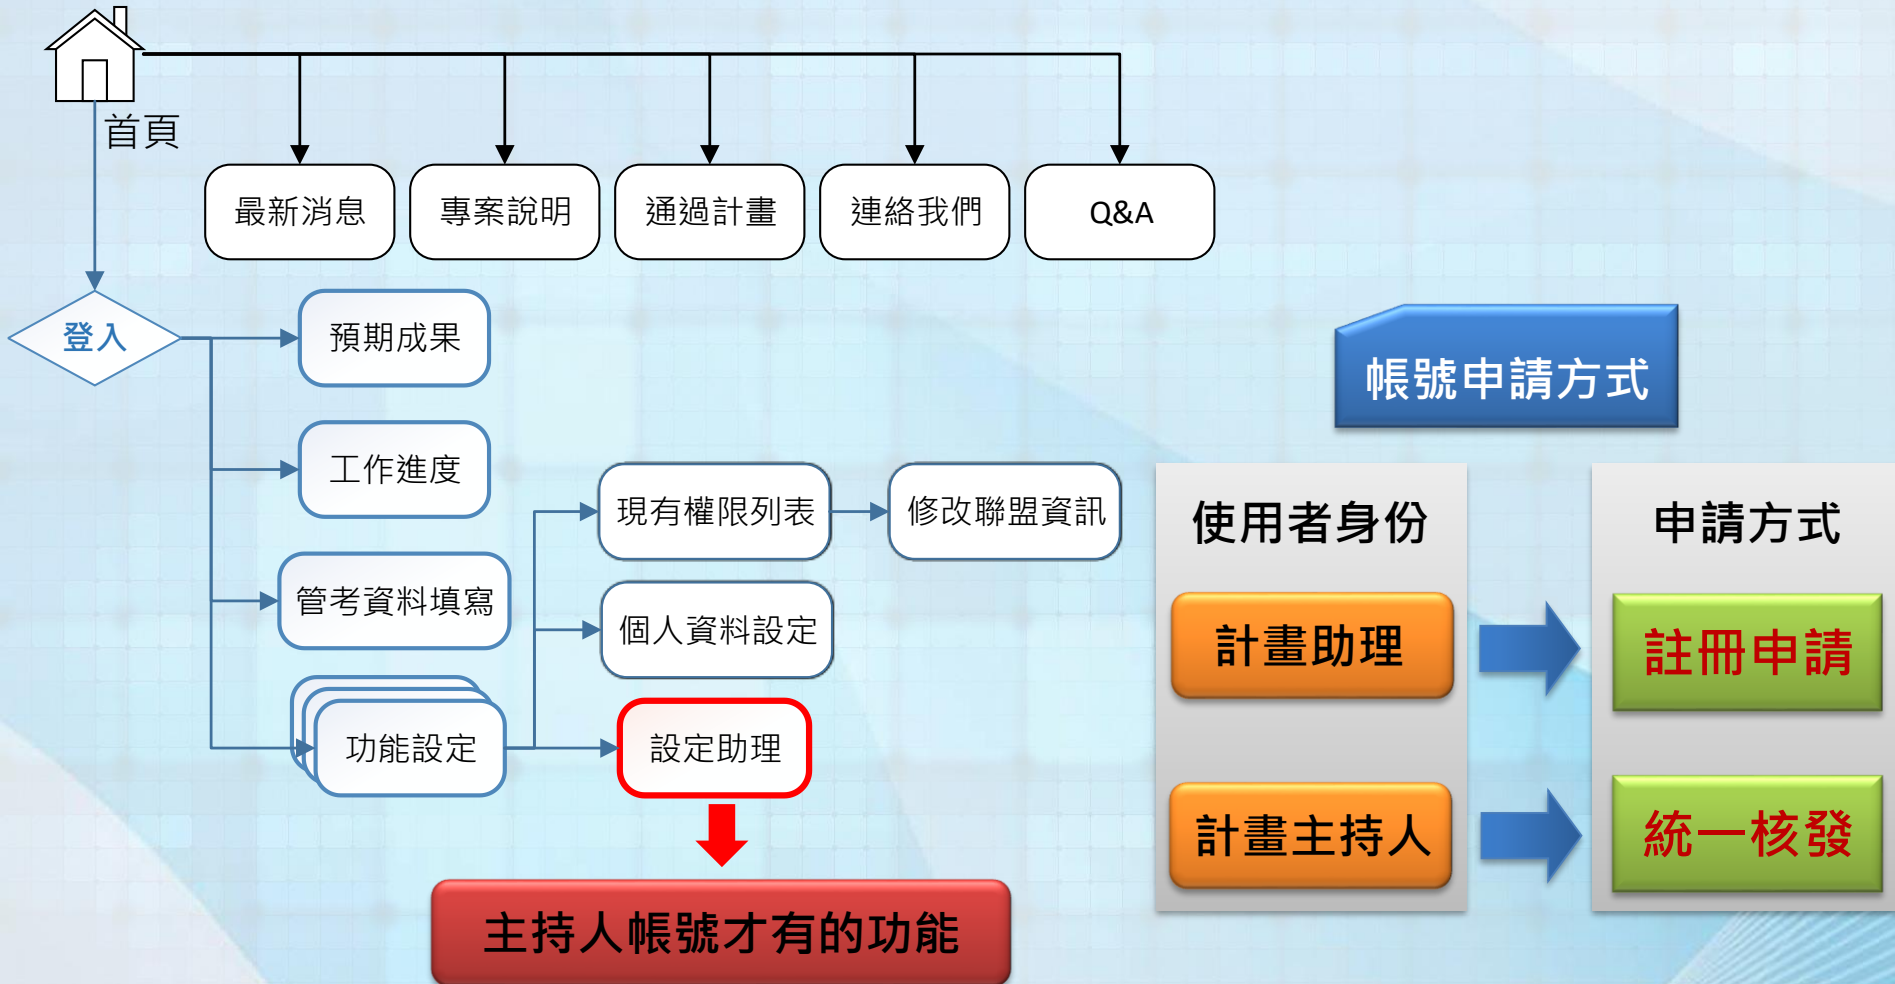 首頁
最新消息
專案說明
通過計畫
連絡我們
Q&A
登入
預期成果
工作進度
管考資料填寫
功能設定
現有權限列表
修改聯盟資訊
個人資料設定
設定助理
主持人帳號才有的功能
帳號申請方式
使用者身份
申請方式
計畫助理
註冊申請
計畫主持人
統一核發